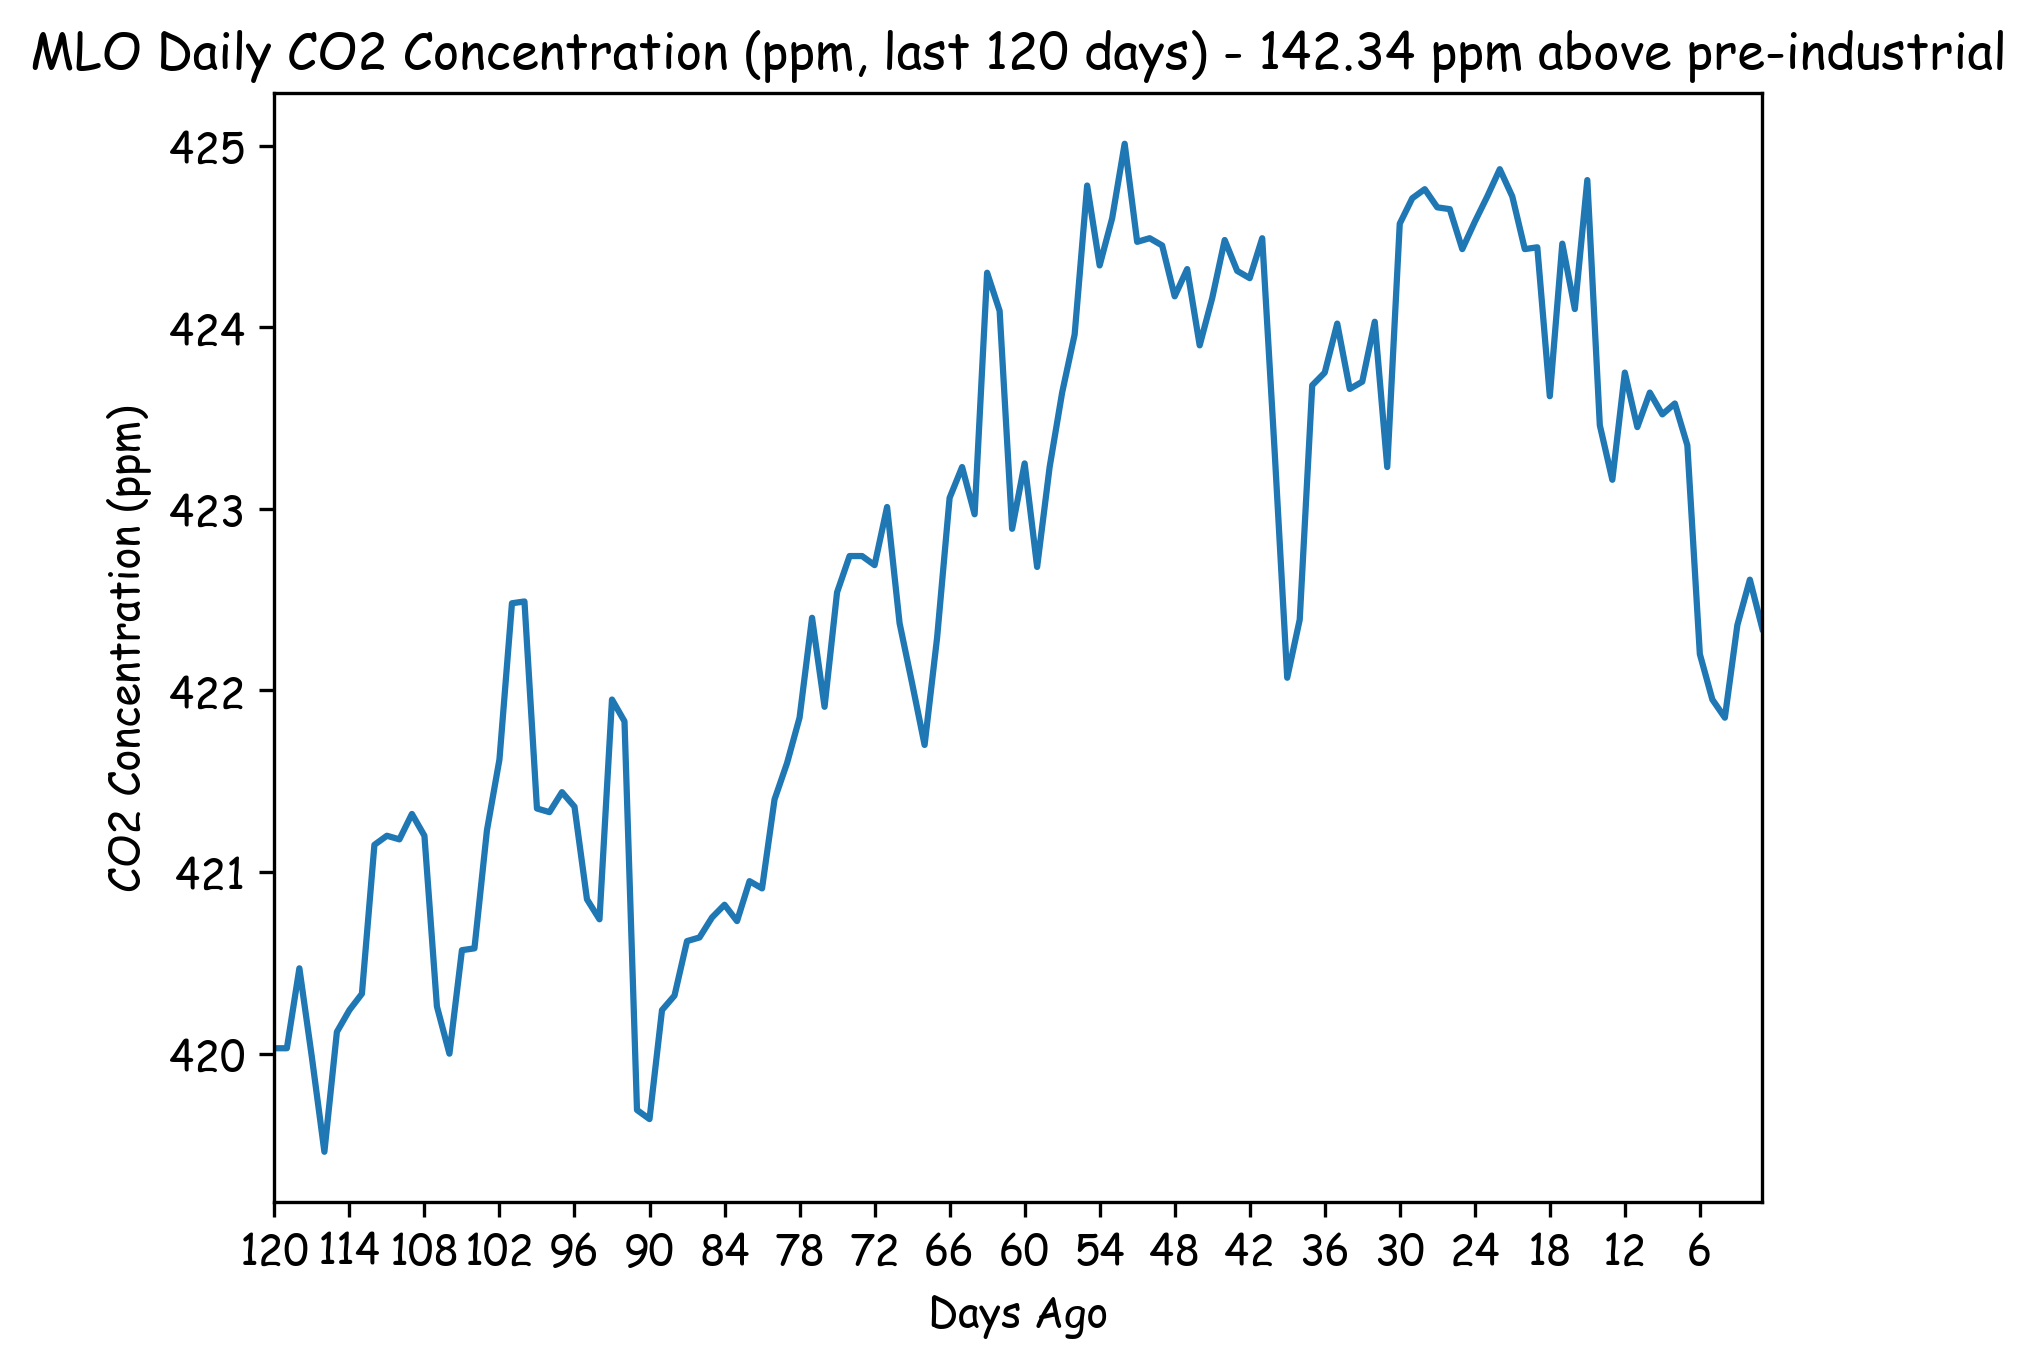 MLO Daily CO2 Concentration (ppm, last 120 days) - 142.34 ppm above pre-industrial
CO2 Concentration (ppm)
425
424
423
422
421
420
120 114 108 102 96 90 84 78 72 66 60 54 48 42 36 30 24 18 12 6
Days Ago